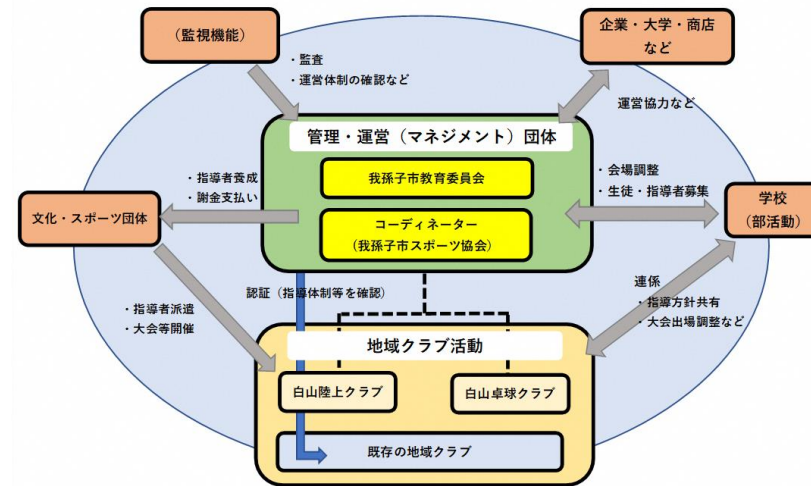 （監視機能）
企業・大学・商店
など
・監査
・運営体制の確認など
運営協力など
管理・運営（マネジメント）団体
我孫子市教育委員会
コーディネーター
（我孫子市スポーツ協会）
・指導者養成
・謝金支払い
・会場調整
・生徒・指導者募集
文化・スポーツ団体
学校
（部活動）
認証（指導体制等を確認）
連係
・指導方針共有
・大会出場調整など
・指導者派遣
・大会等開催
地域クラブ活動
白山陸上クラブ
白山卓球クラブ
既存の地域クラブ